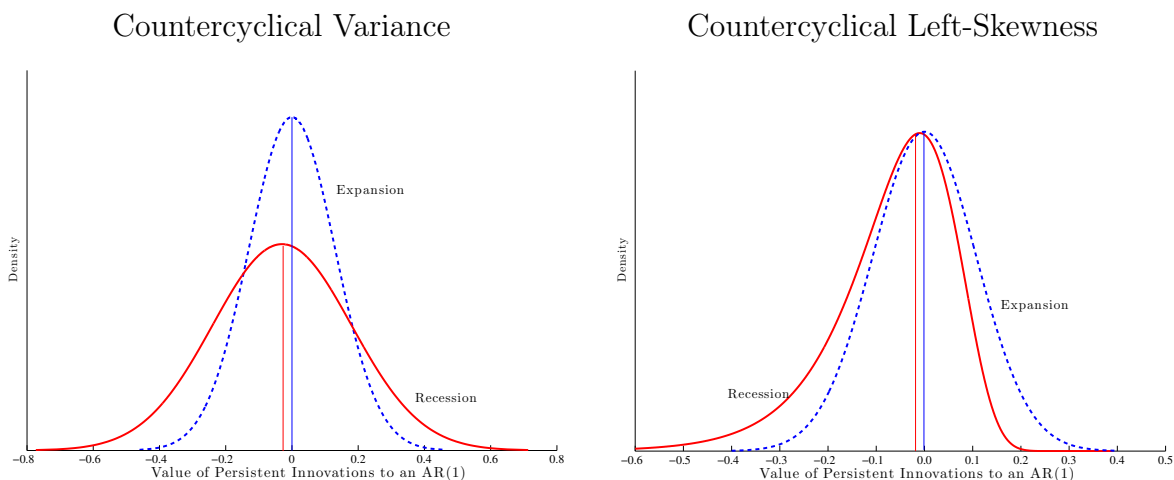 Countercyclical Variance
Density
Expansion
Recession
−0.8 −0.6 −0.4 −0.2 0 0.2 0.4 0.6 0.8
Value of Persistent Innovations to an AR(1)
Countercyclical Left-Skewness
Density
Expansion
Recession
−0.6 −0.5 −0.4 −0.3 −0.2 −0.1 0.0 0.1 0.2 0.3 0.4 0.5
Value of Persistent Innovations to an AR(1)